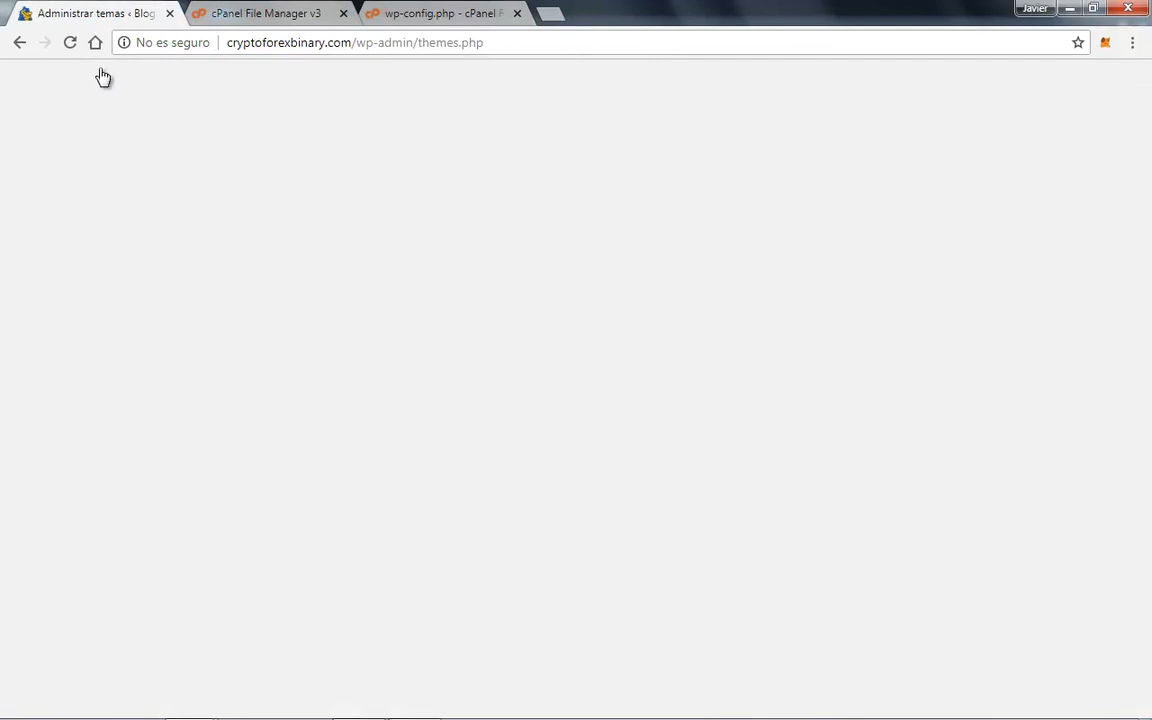 Administrar temas ‹ Blog
cPanel File Manager v3
wp-config.php - cPanel F
Javier
No es seguro
cryptoforexbinary.com/wp-admin/themes.php